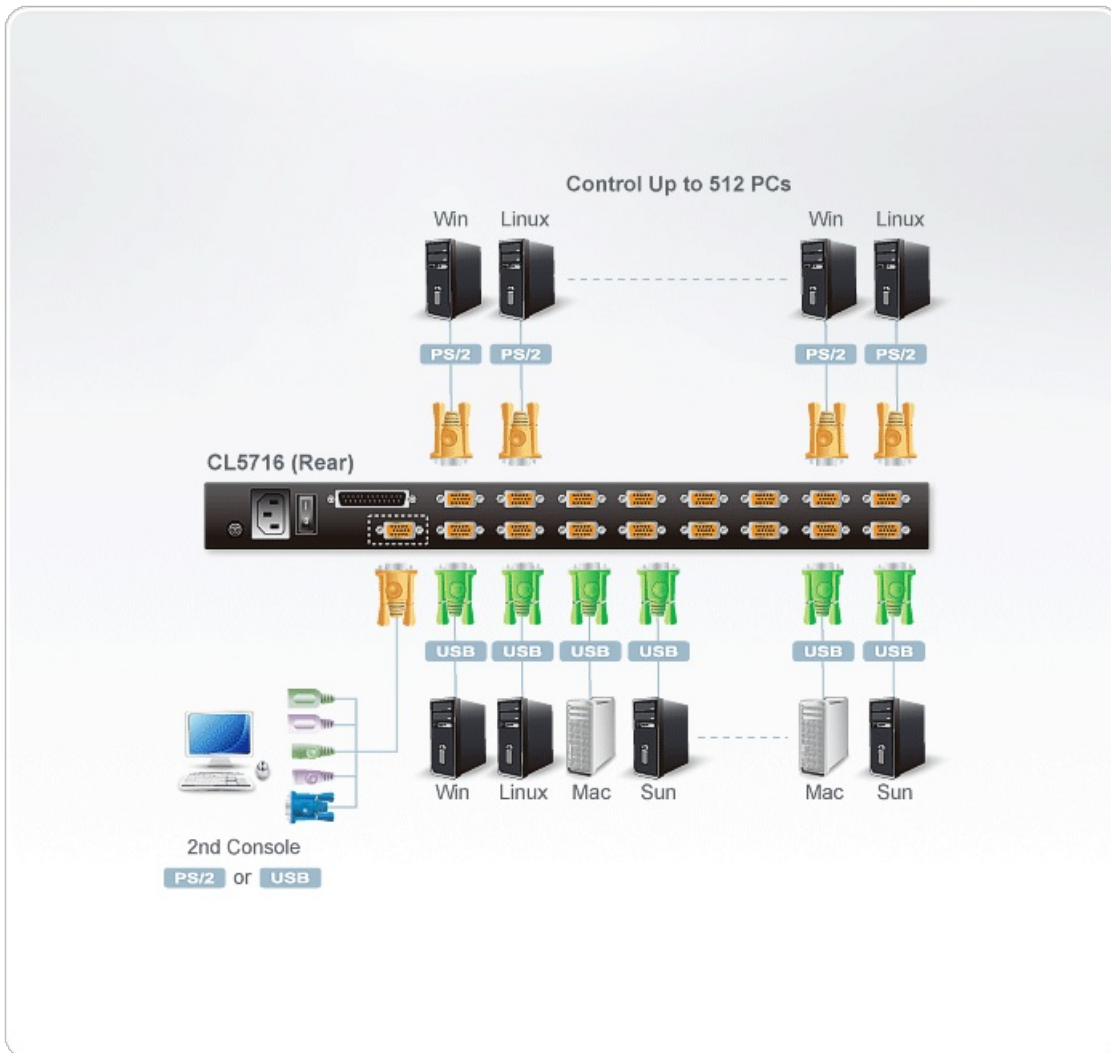 Control Up to 512 PCs
Win Linux Win Linux
PS/2 PS/2 PS/2 PS/2
CL5716 (Rear)
USB USB USB USB USB USB
Win Linux Mac Sun Mac Sun
2nd Console
PS/2 or USB